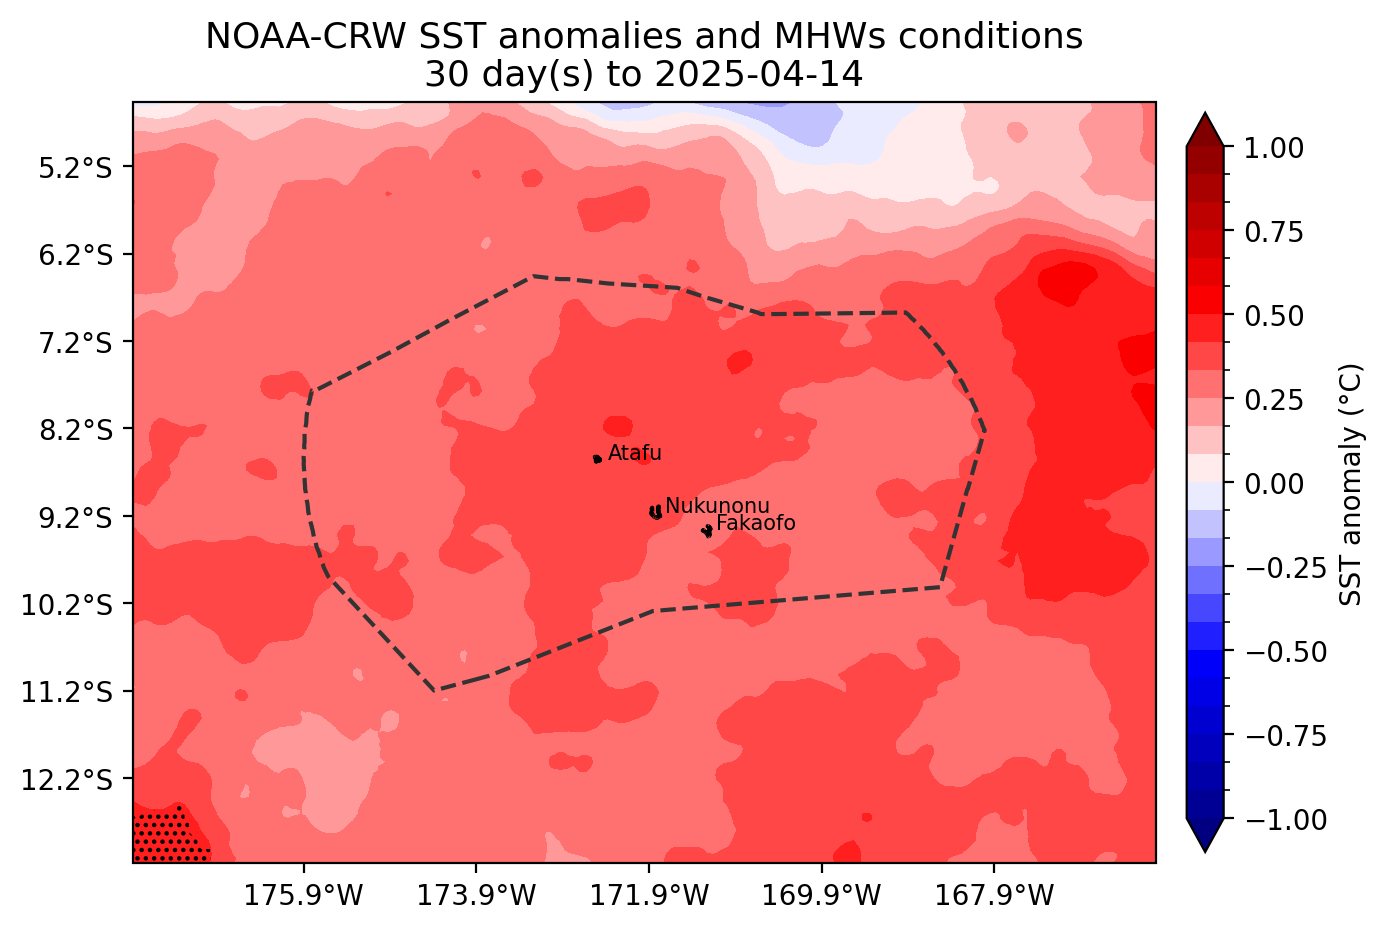 NOAA-CRW SST anomalies and MHWs conditions
30 day(s) to 2025-04-14
5.2°S
6.2°S
7.2°S
8.2°S
9.2°S
10.2°S
11.2°S
12.2°S
Atafu
Nukunonu
Fakaofo
175.9°W
173.9°W
171.9°W
169.9°W
167.9°W
1.00
0.75
0.50
0.25
0.00
−0.25
−0.50
−0.75
−1.00
SST anomaly (°C)